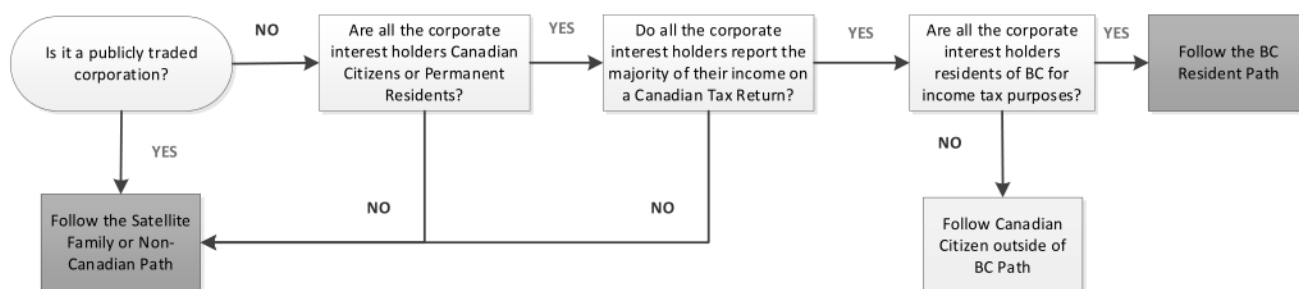 Is it a publicly traded
corporation?
NO
Are all the corporate
interest holders Canadian
Citizens or Permanent
Residents?
YES
Do all the corporate
interest holders report the
majority of their income on
a Canadian Tax Return?
YES
Are all the corporate
interest holders
residents of BC for
income tax purposes?
YES
Follow the BC
Resident Path
YES
NO
NO
NO
Follow the Satellite
Family or Non-
Canadian Path
Follow Canadian
Citizen outside of
BC Path